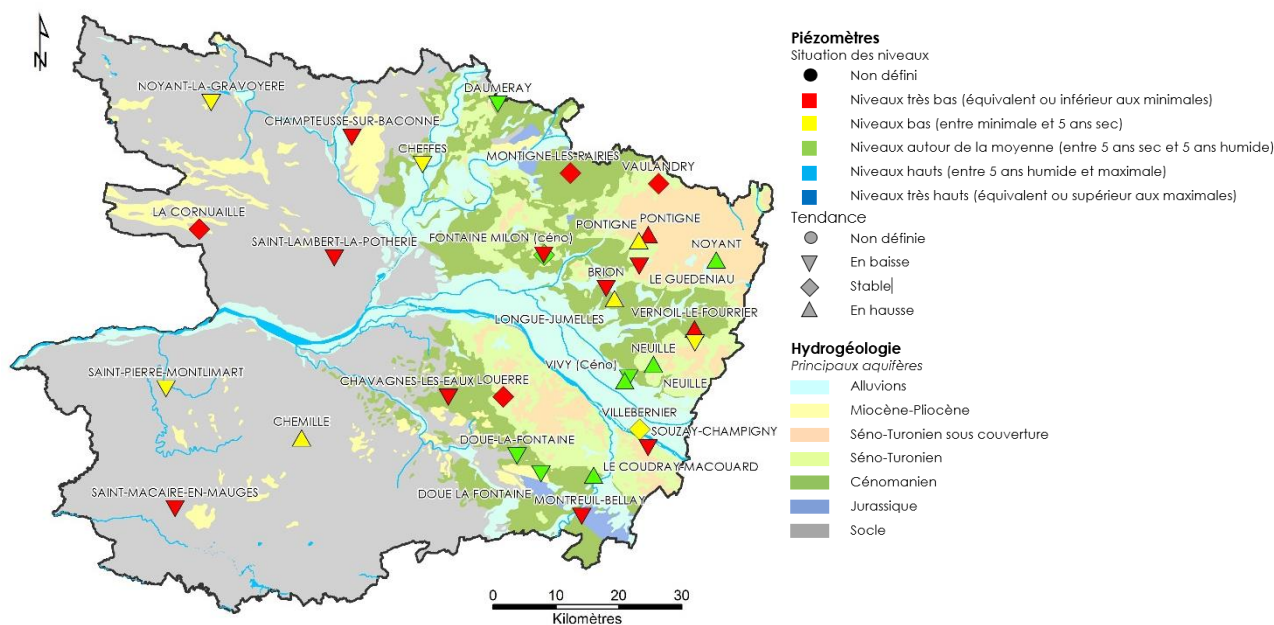 N
NOYANT-LA-GRAVOYERE
DAUMERAY
CHAMPTEUSSE-SUR-BACONNE
CHEFFES
MONTIGNE-LES-RAIRIES
VAULANDRY
LA CORNUAILLE
PONTIGNE
PONTIGNE
SAINT-LAMBERT-LA-POTHERIE
FONTAINE MILON (céno)
NOYANT
BRION
LE GUEDENIAU
LONGUE-JUMELLES
VERNOIL-LE-FOURRIER
NEUILLE
VIVY (Céno)
SAINT-PIERRE-MONTLIMART
CHAVAGNES-LES-EAUX
LOUERRE
NEUILLE
CHEMILLE
VILLEBERNIER
SOUZAY-CHAMPIGNY
DOUE-LA-FONTAINE
LE COUDRAY-MACOUARD
SAINT-MACAIRE-EN-MAUGES
DOUE LA FONTAINE
MONTREUIL-BELLAY
0 10 20 30
Kilomètres
Piézomètres
Situation des niveaux
Non défini
Niveaux très bas (équivalent ou inférieur aux minimales)
Niveaux bas (entre minimale et 5 ans sec)
Niveaux autour de la moyenne (entre 5 ans sec et 5 ans humide)
Niveaux hauts (entre 5 ans humide et maximale)
Niveaux très hauts (équivalent ou supérieur aux maximales)
Tendance
Non définie
En baisse
Stable
En hausse
Hydrogéologie
Principaux aquifères
Alluvions
Miocène-Pliocène
Séno-Turonien sous couverture
Séno-Turonien
Cénomanien
Jurassique
Socle